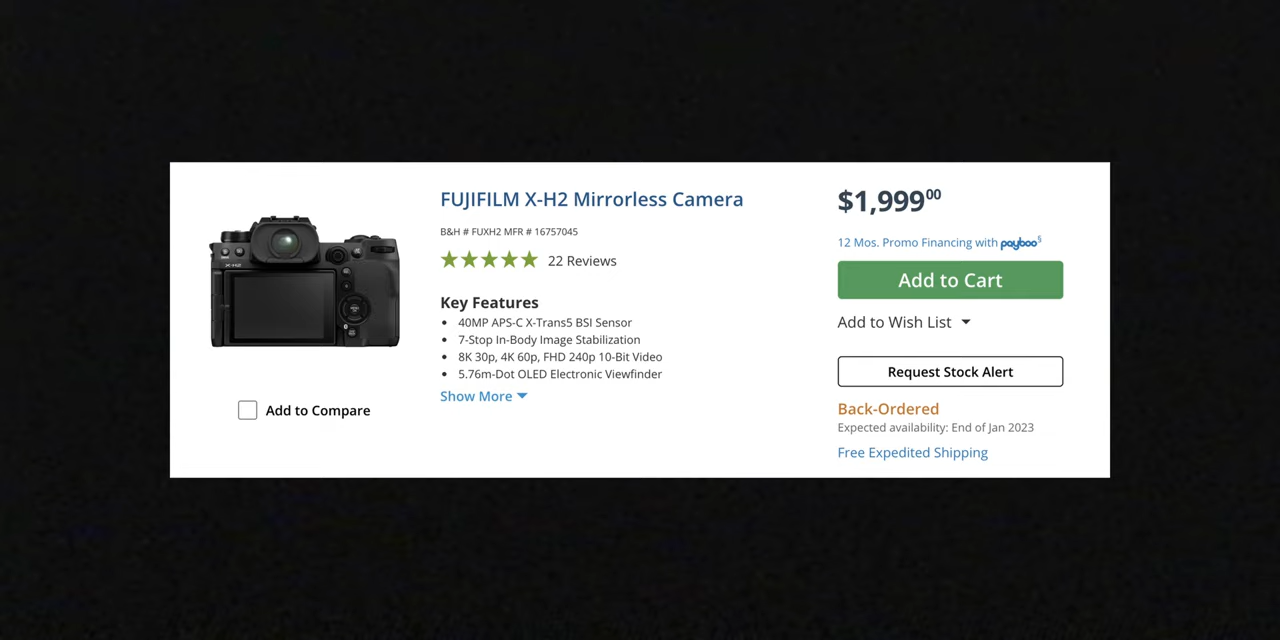 FUJIFILM X-H2 Mirrorless Camera
B&H # FUXH2 MFR # 16757045
22 Reviews
Key Features
40MP APS-C X-Trans5 BSI Sensor
7-Stop In-Body Image Stabilization
8K 30p, 4K 60p, FHD 240p 10-Bit Video
5.76m-Dot OLED Electronic Viewfinder
Show More
X-H2
Add to Compare
$1,99900
12 Mos. Promo Financing with payboo§
Add to Cart
Add to Wish List
Request Stock Alert
Back-Ordered
Expected availability: End of Jan 2023
Free Expedited Shipping